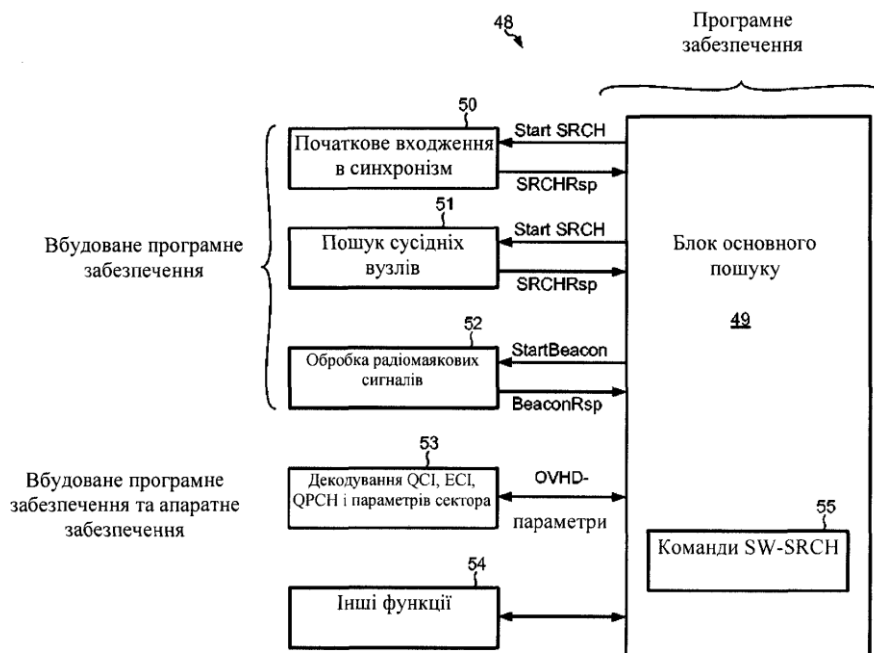 48
Програмне
забезпечення
50
Початкове входження
в синхронізм
Start SRCH
SRCHRsp
51
Пошук сусідніх
вузлів
Start SRCH
SRCHRsp
Вбудоване програмне
забезпечення
Блок основного
пошуку
49
52
Обробка радіомаякових
сигналів
StartBeacon
BeaconRsp
53
Декодування QCI, ECI,
QPCH і параметрів сектора
OVHD-
параметри
Вбудоване програмне
забезпечення та апаратне
забезпечення
55
Команди SW-SRCH
54
Інші функції